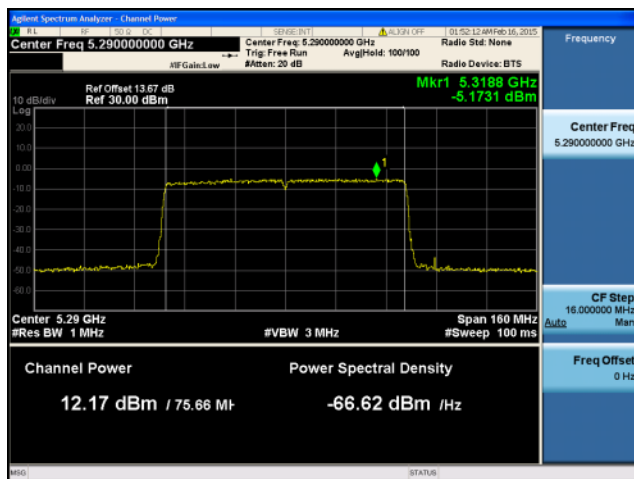 Agilent Spectrum Analyzer - Channel Power
RL RF 50 Ω DC SENSE:INT ALIGN OFF 01:52:12 AM Feb 16, 2015
Center Freq 5.290000000 GHz Center Freq: 5.290000000 GHz Radio Std: None
Trig: Free Run Avg|Hold: 100/100
#IFGain:Low #Atten: 20 dB Radio Device: BTS
Frequency
Mkr1 5.3188 GHz
-5.1731 dBm
Ref Offset 13.67 dB
10 dB/div Ref 30.00 dBm
Log
20.0
10.0
0.00
-10.0
-20.0
-30.0
-40.0
-50.0
-60.0
1
Center 5.29 GHz Span 160 MHz
#Res BW 1 MHz #VBW 3 MHz #Sweep 100 ms
Channel Power Power Spectral Density
12.17 dBm / 75.66 MH -66.62 dBm /Hz
Center Freq
5.290000000 GHz
CF Step
16.000000 MHz
Auto Man
Freq Offset
0 Hz
MSG STATUS